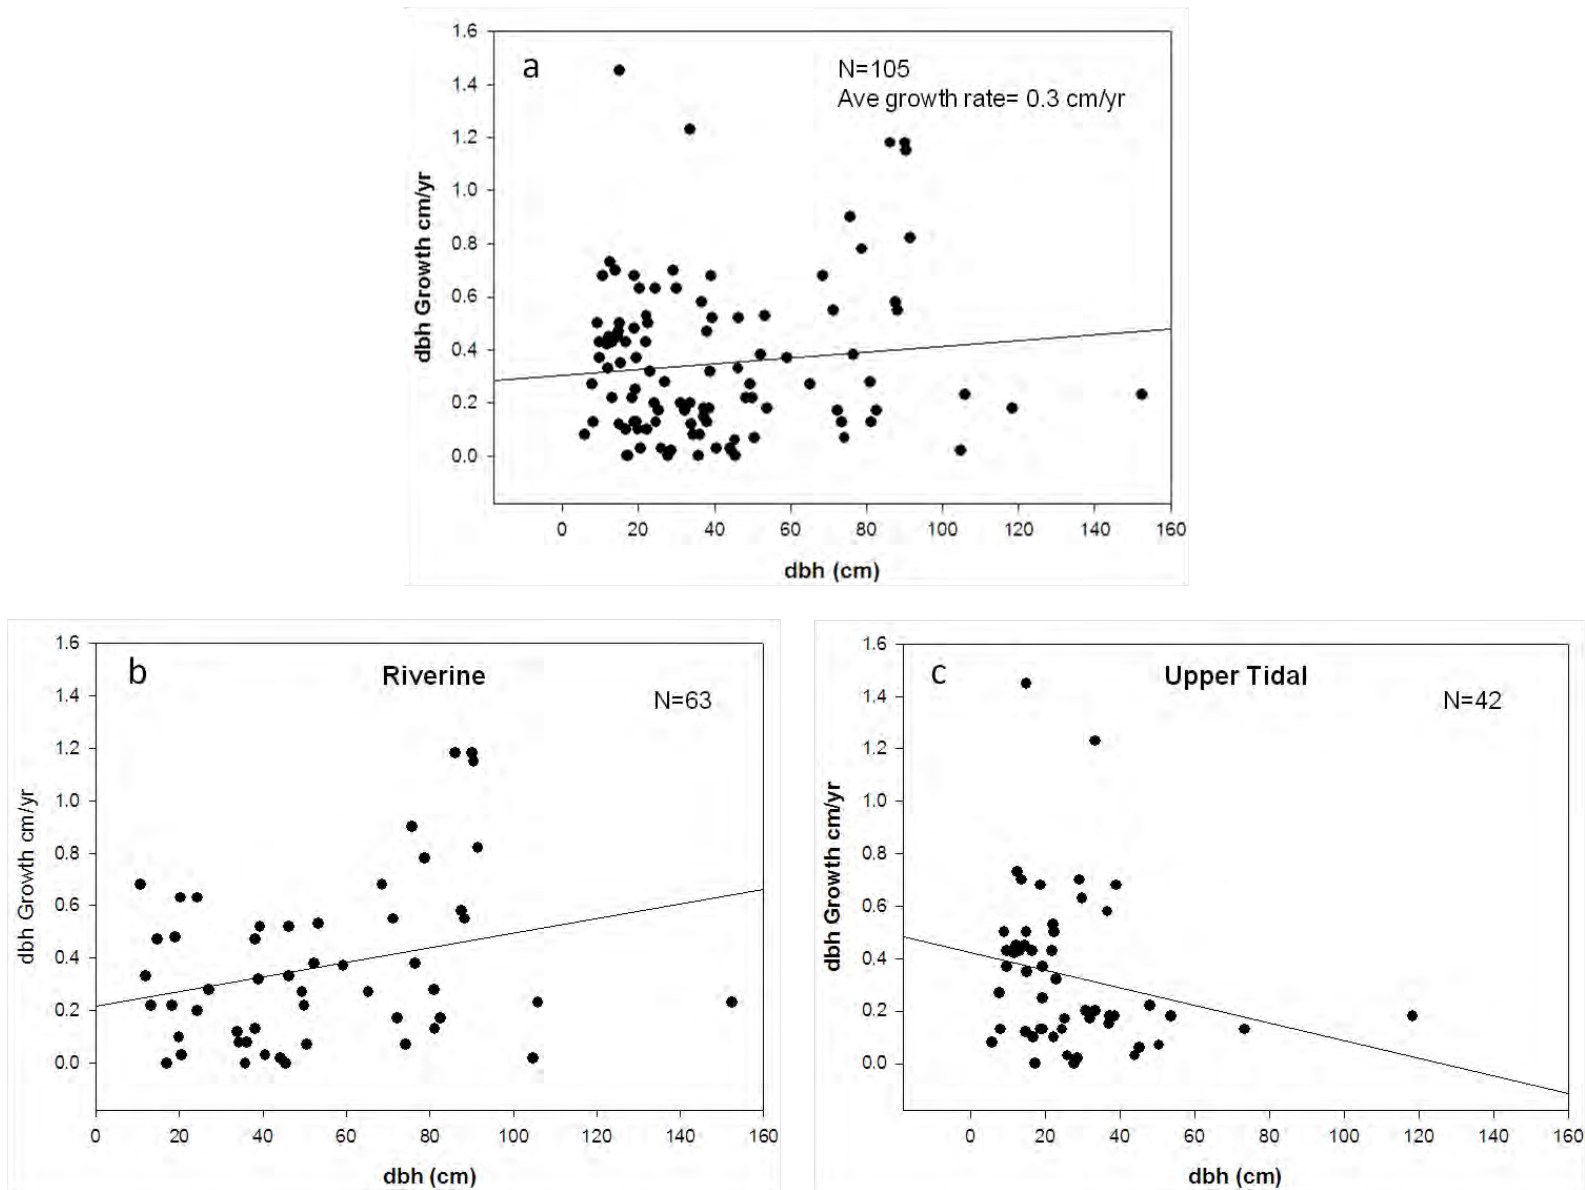 a
N=105
Ave growth rate= 0.3 cm/yr
1.6
1.4
1.2
1.0
0.8
0.6
0.4
0.2
0.0
dbh Growth cm/yr
0 20 40 60 80 100 120 140 160
dbh (cm)
b
Riverine
N=63
1.6
1.4
1.2
1.0
0.8
0.6
0.4
0.2
0.0
dbh Growth cm/yr
0 20 40 60 80 100 120 140 160
dbh (cm)
c
Upper Tidal
N=42
1.6
1.4
1.2
1.0
0.8
0.6
0.4
0.2
0.0
dbh Growth cm/yr
0 20 40 60 80 100 120 140 160
dbh (cm)